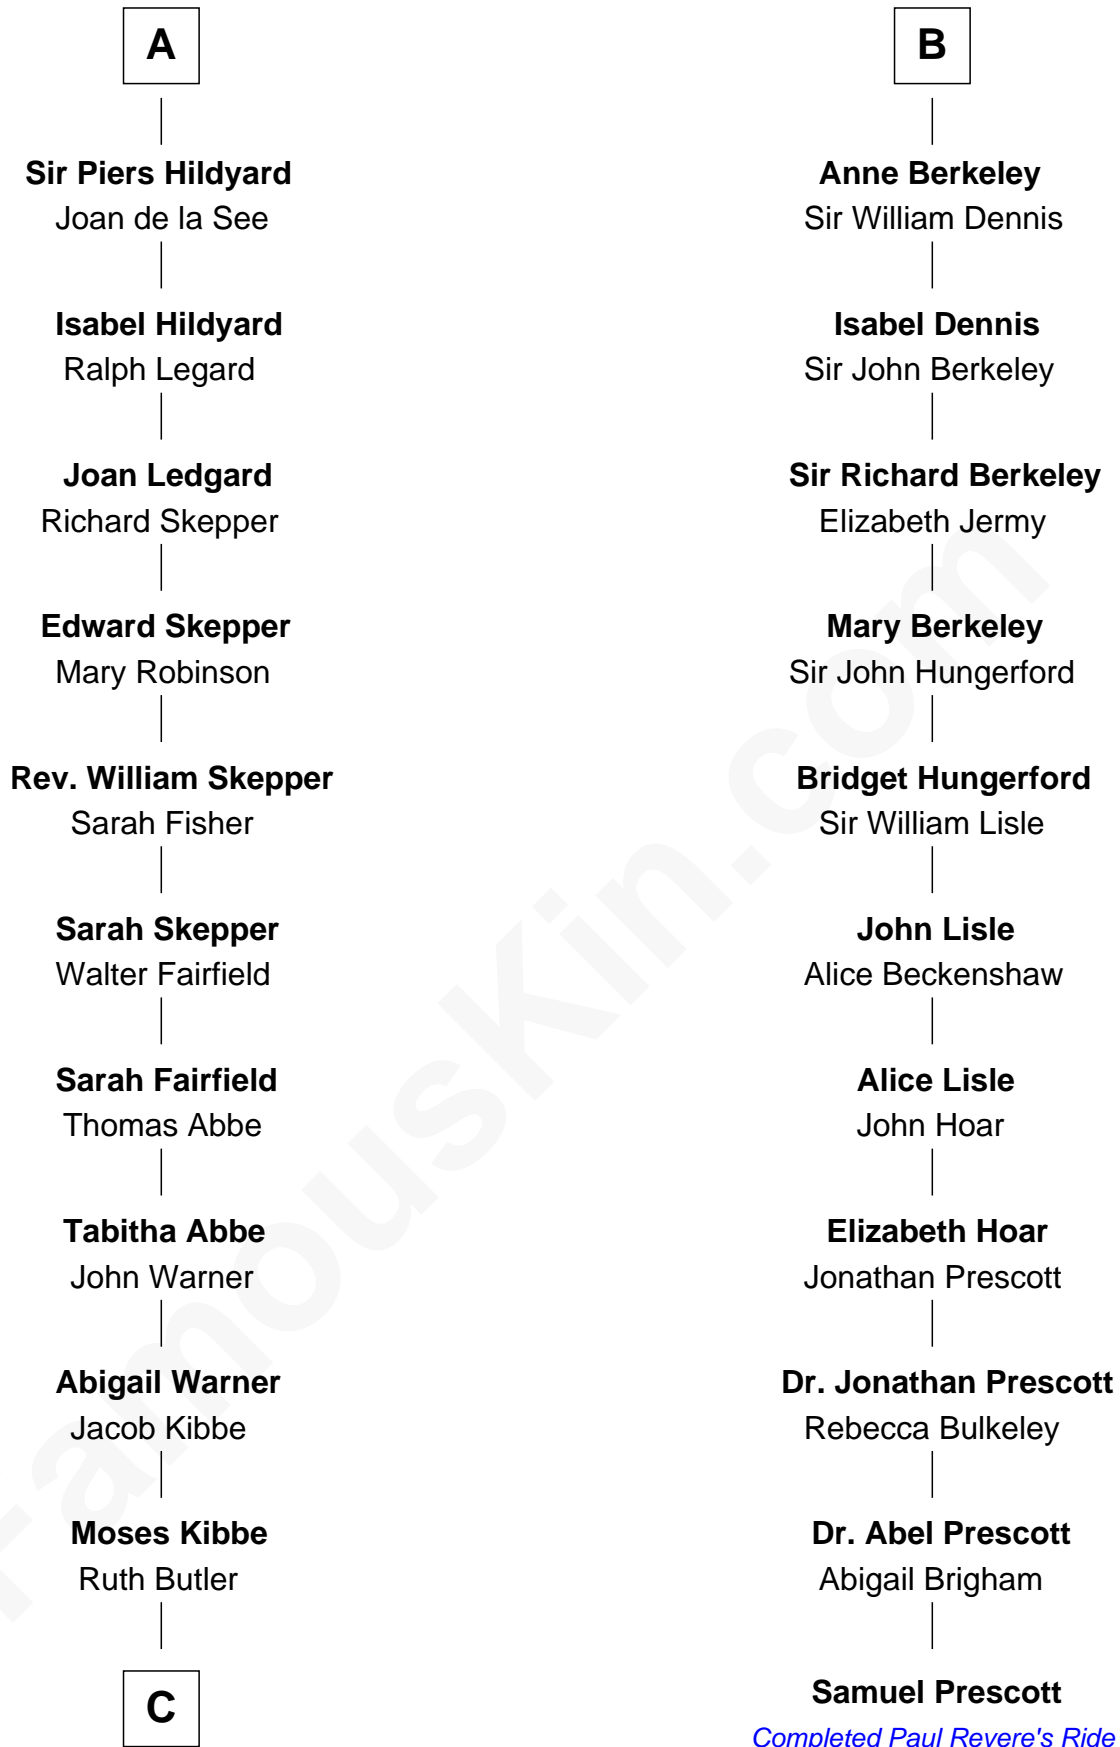 A
Sir Piers Hildyard
Joan de la See
Isabel Hildyard
Ralph Legard
Joan Ledgard
Richard Skepper
Edward Skepper
Mary Robinson
Rev. William Skepper
Sarah Fisher
Sarah Skepper
Walter Fairfield
Sarah Fairfield
Thomas Abbe
Tabitha Abbe
John Warner
Abigail Warner
Jacob Kibbe
Moses Kibbe
Ruth Butler
C
B
Anne Berkeley
Sir William Dennis
Isabel Dennis
Sir John Berkeley
Sir Richard Berkeley
Elizabeth Jermy
Mary Berkeley
Sir John Hungerford
Bridget Hungerford
Sir William Lisle
John Lisle
Alice Beckenshaw
Alice Lisle
John Hoar
Elizabeth Hoar
Jonathan Prescott
Dr. Jonathan Prescott
Rebecca Bulkeley
Dr. Abel Prescott
Abigail Brigham
Samuel Prescott
Completed Paul Revere's Ride
FamousKin.com